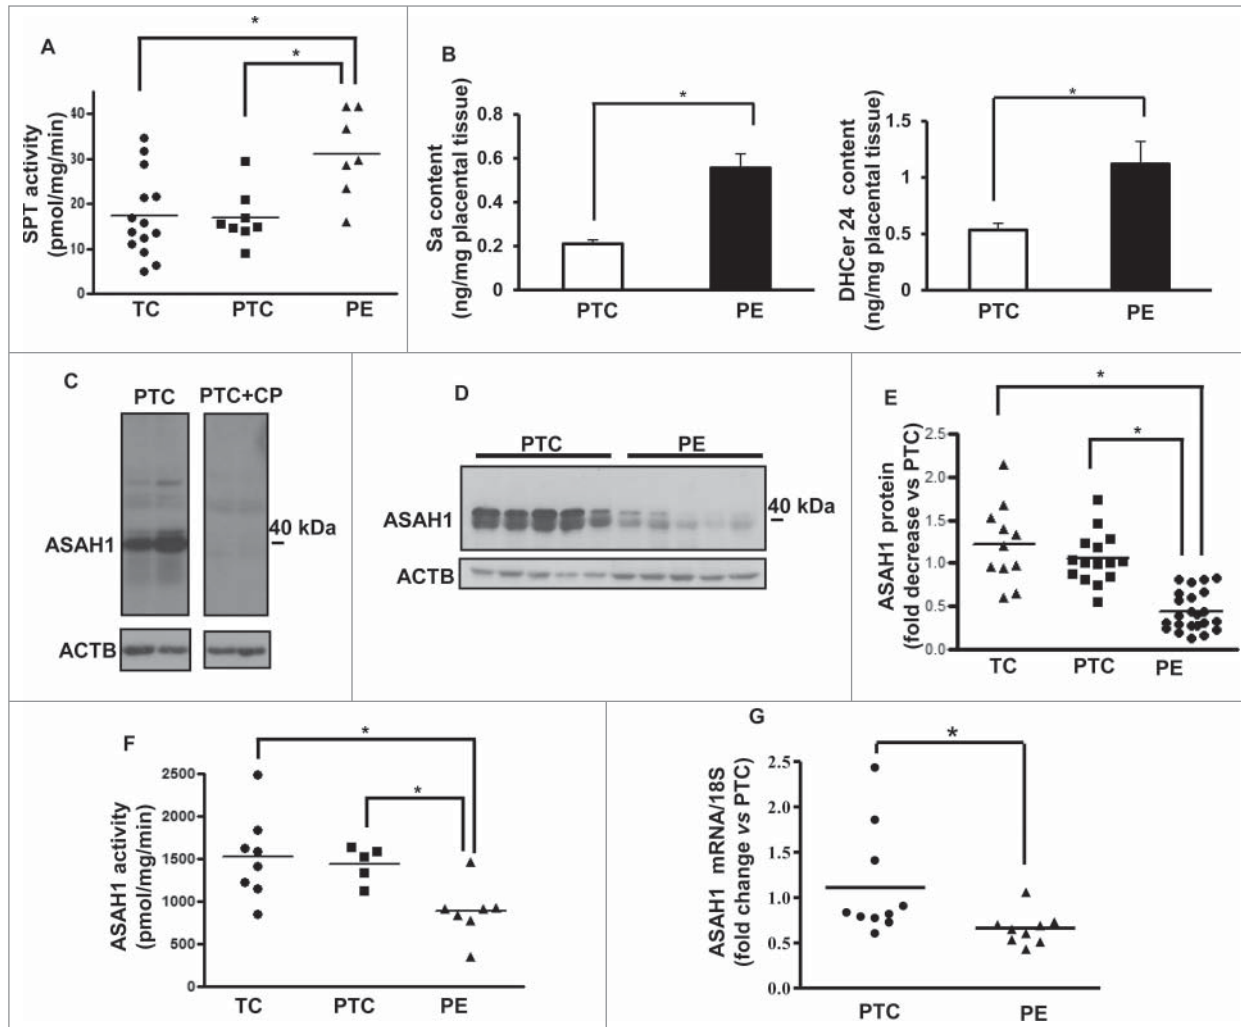 A
*
*
SPT activity
(pmol/mg/min)
40
30
20
10
0
TC PTC PE
B
*
Sa content
(ng/mg placental tissue)
0.8
0.6
0.4
0.2
0
PTC PE
*
DHCer 24 content
(ng/mg placental tissue)
1.5
1
0.5
0
PTC PE
C
PTC PTC+CP
40 kDa
ASAH1
ACTB
D
PTC PE
40 kDa
ASAH1
ACTB
E
*
*
ASAH1 protein
(fold decrease vs PTC)
2.5
2.0
1.5
1.0
0.5
0.0
TC PTC PE
F
*
*
ASAH1 activity
(pmol/mg/min)
2500
2000
1500
1000
500
0
TC PTC PE
G
*
ASAH1 mRNA/18S
(fold change vs PTC)
2.5
2.0
1.5
1.0
0.5
0.0
PTC PE